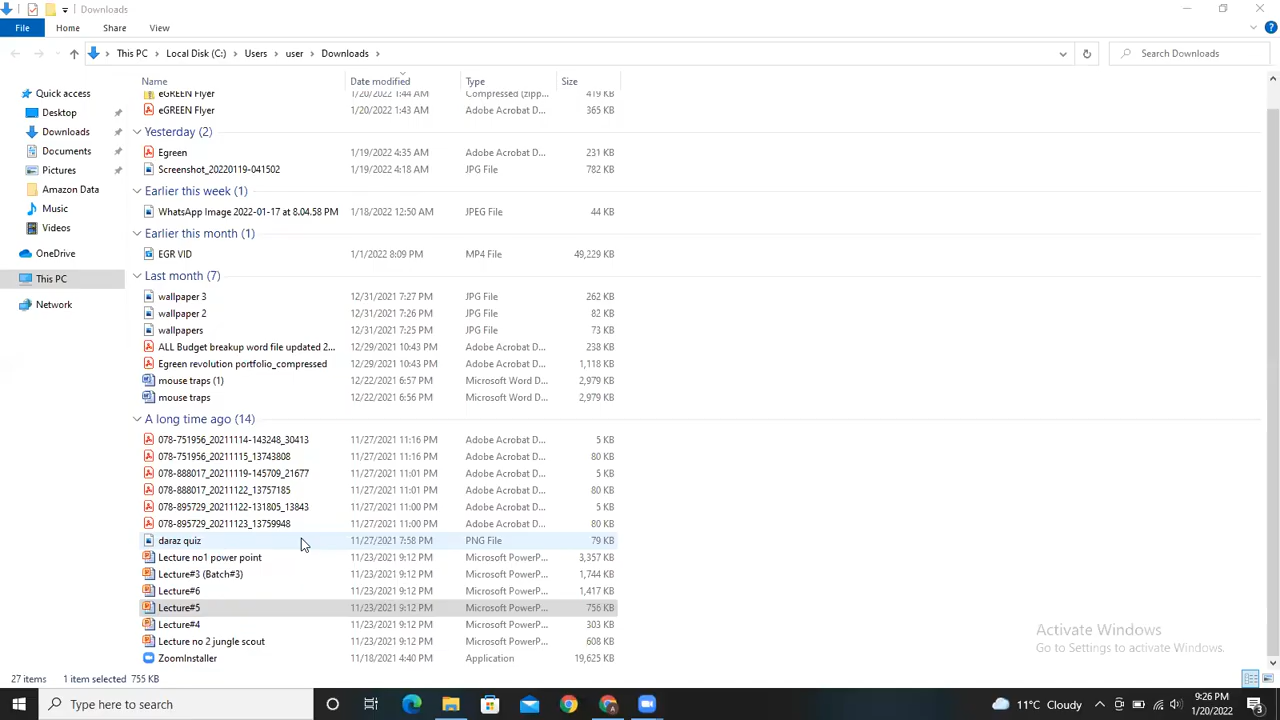 Downloads
File Home Share View
This PC Local Disk (C:) Users user Downloads Search Downloads
Name Date modified Type Size
Quick access
Desktop
Downloads
Documents
Pictures
Amazon Data
Music
Videos
OneDrive
This PC
Network
eGREEN Flyer 1/20/2022 1:44 AM Compressed (zipp... 419 KB
eGREEN Flyer 1/20/2022 1:43 AM Adobe Acrobat D... 365 KB
Yesterday (2)
Egreen 1/19/2022 4:35 AM Adobe Acrobat D... 231 KB
Screenshot_20220119-041502 1/19/2022 4:18 AM JPG File 782 KB
Earlier this week (1)
WhatsApp Image 2022-01-17 at 8.04.58 PM 1/18/2022 12:50 AM JPEG File 44 KB
Earlier this month (1)
EGR VID 1/1/2022 8:09 PM MP4 File 49,229 KB
Last month (7)
wallpaper 3 12/31/2021 7:27 PM JPG File 262 KB
wallpaper 2 12/31/2021 7:26 PM JPG File 82 KB
wallpapers 12/31/2021 7:25 PM JPG File 73 KB
ALL Budget breakup word file updated 2... 12/29/2021 10:43 PM Adobe Acrobat D... 238 KB
Egreen revolution portfolio_compressed 12/29/2021 10:43 PM Adobe Acrobat D... 1,118 KB
mouse traps (1) 12/22/2021 6:57 PM Microsoft Word D... 2,979 KB
mouse traps 12/22/2021 6:56 PM Microsoft Word D... 2,979 KB
A long time ago (14)
078-751956_20211114-143248_30413 11/27/2021 11:16 PM Adobe Acrobat D... 5 KB
078-751956_20211115_13743808 11/27/2021 11:16 PM Adobe Acrobat D... 80 KB
078-888017_20211119-145709_21677 11/27/2021 11:01 PM Adobe Acrobat D... 5 KB
078-888017_20211122_13757185 11/27/2021 11:01 PM Adobe Acrobat D... 80 KB
078-895729_20211122-131805_13843 11/27/2021 11:00 PM Adobe Acrobat D... 5 KB
078-895729_20211123_13759948 11/27/2021 11:00 PM Adobe Acrobat D... 80 KB
daraz quiz 11/27/2021 7:58 PM PNG File 79 KB
Lecture no1 power point 11/23/2021 9:12 PM Microsoft PowerP... 3,357 KB
Lecture#3 (Batch#3) 11/23/2021 9:12 PM Microsoft PowerP... 1,744 KB
Lecture#6 11/23/2021 9:12 PM Microsoft PowerP... 1,417 KB
Lecture#5 11/23/2021 9:12 PM Microsoft PowerP... 756 KB
Lecture#4 11/23/2021 9:12 PM Microsoft PowerP... 303 KB
Lecture no 2 jungle scout 11/23/2021 9:12 PM Microsoft PowerP... 608 KB
ZoomInstaller 11/18/2021 4:40 PM Application 19,625 KB
Activate Windows
Go to Settings to activate Windows.
27 items 1 item selected 755 KB
Type here to search 11°C Cloudy 9:26 PM
1/20/2022 3